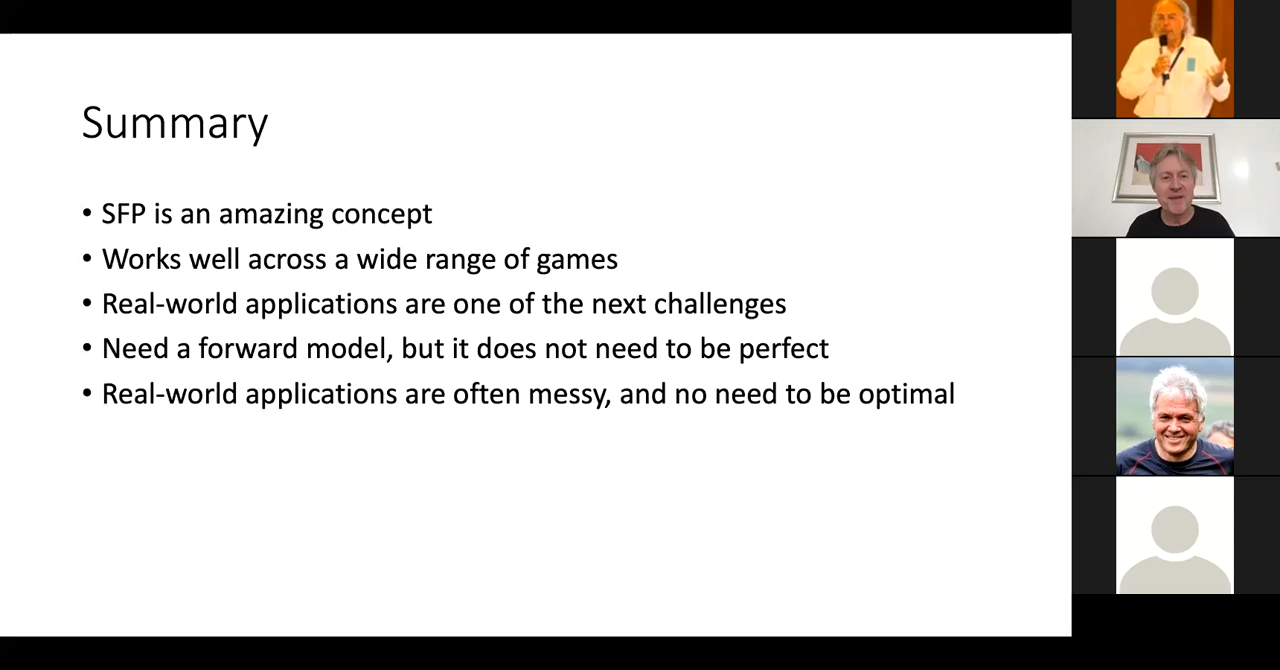 Summary
• SFP is an amazing concept
• Works well across a wide range of games
• Real-world applications are one of the next challenges
• Need a forward model, but it does not need to be perfect
• Real-world applications are often messy, and no need to be optimal